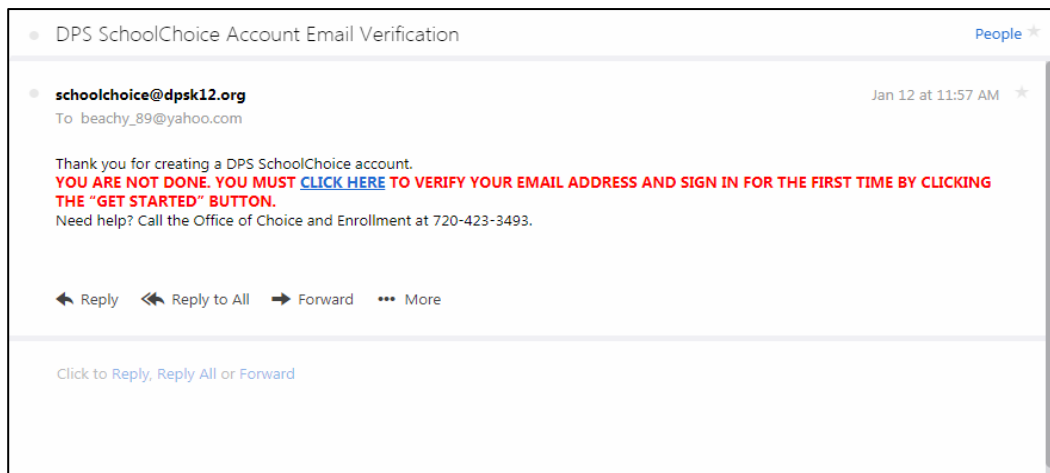 DPS SchoolChoice Account Email Verification
People
schoolchoice@dpsk12.org
Jan 12 at 11:57 AM
To beachy_89@yahoo.com
Thank you for creating a DPS SchoolChoice account.
YOU ARE NOT DONE. YOU MUST CLICK HERE TO VERIFY YOUR EMAIL ADDRESS AND SIGN IN FOR THE FIRST TIME BY CLICKING
THE “GET STARTED” BUTTON.
Need help? Call the Office of Choice and Enrollment at 720-423-3493.
Reply Reply to All Forward More
Click to Reply, Reply All or Forward